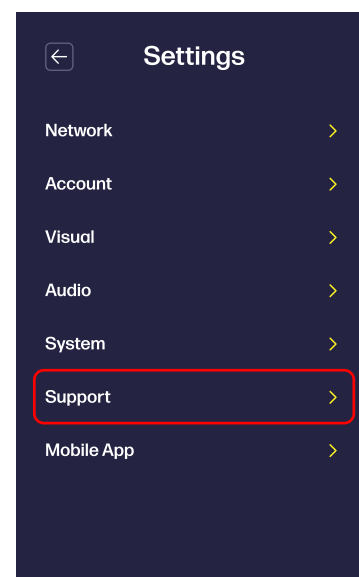 Settings
Network
Account
Visual
Audio
System
Support
Mobile App